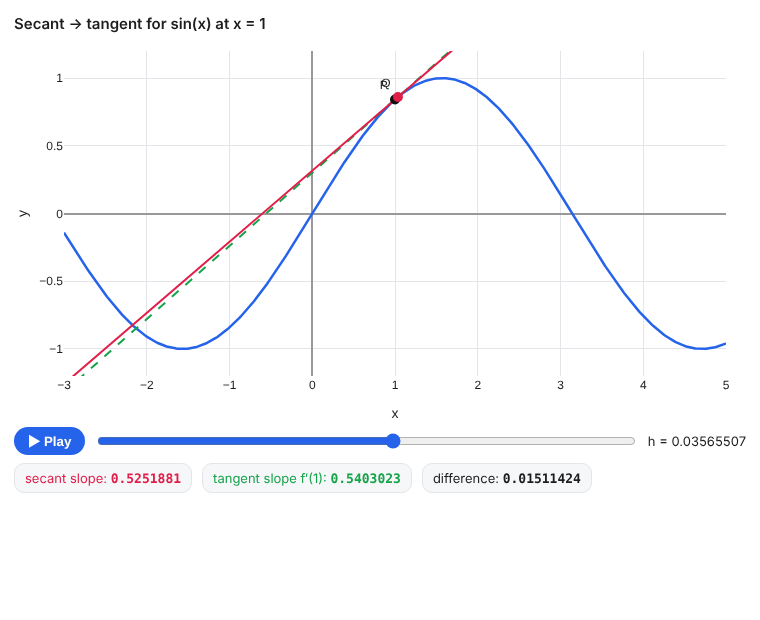 Secant → tangent for sin(x) at x = 1
1
0.5
0
−0.5
−1
y
P
Q
−3 −2 −1 0 1 2 3 4 5
x
Play
h = 0.03565507
secant slope: 0.5251881
tangent slope f′(1): 0.5403023
difference: 0.01511424